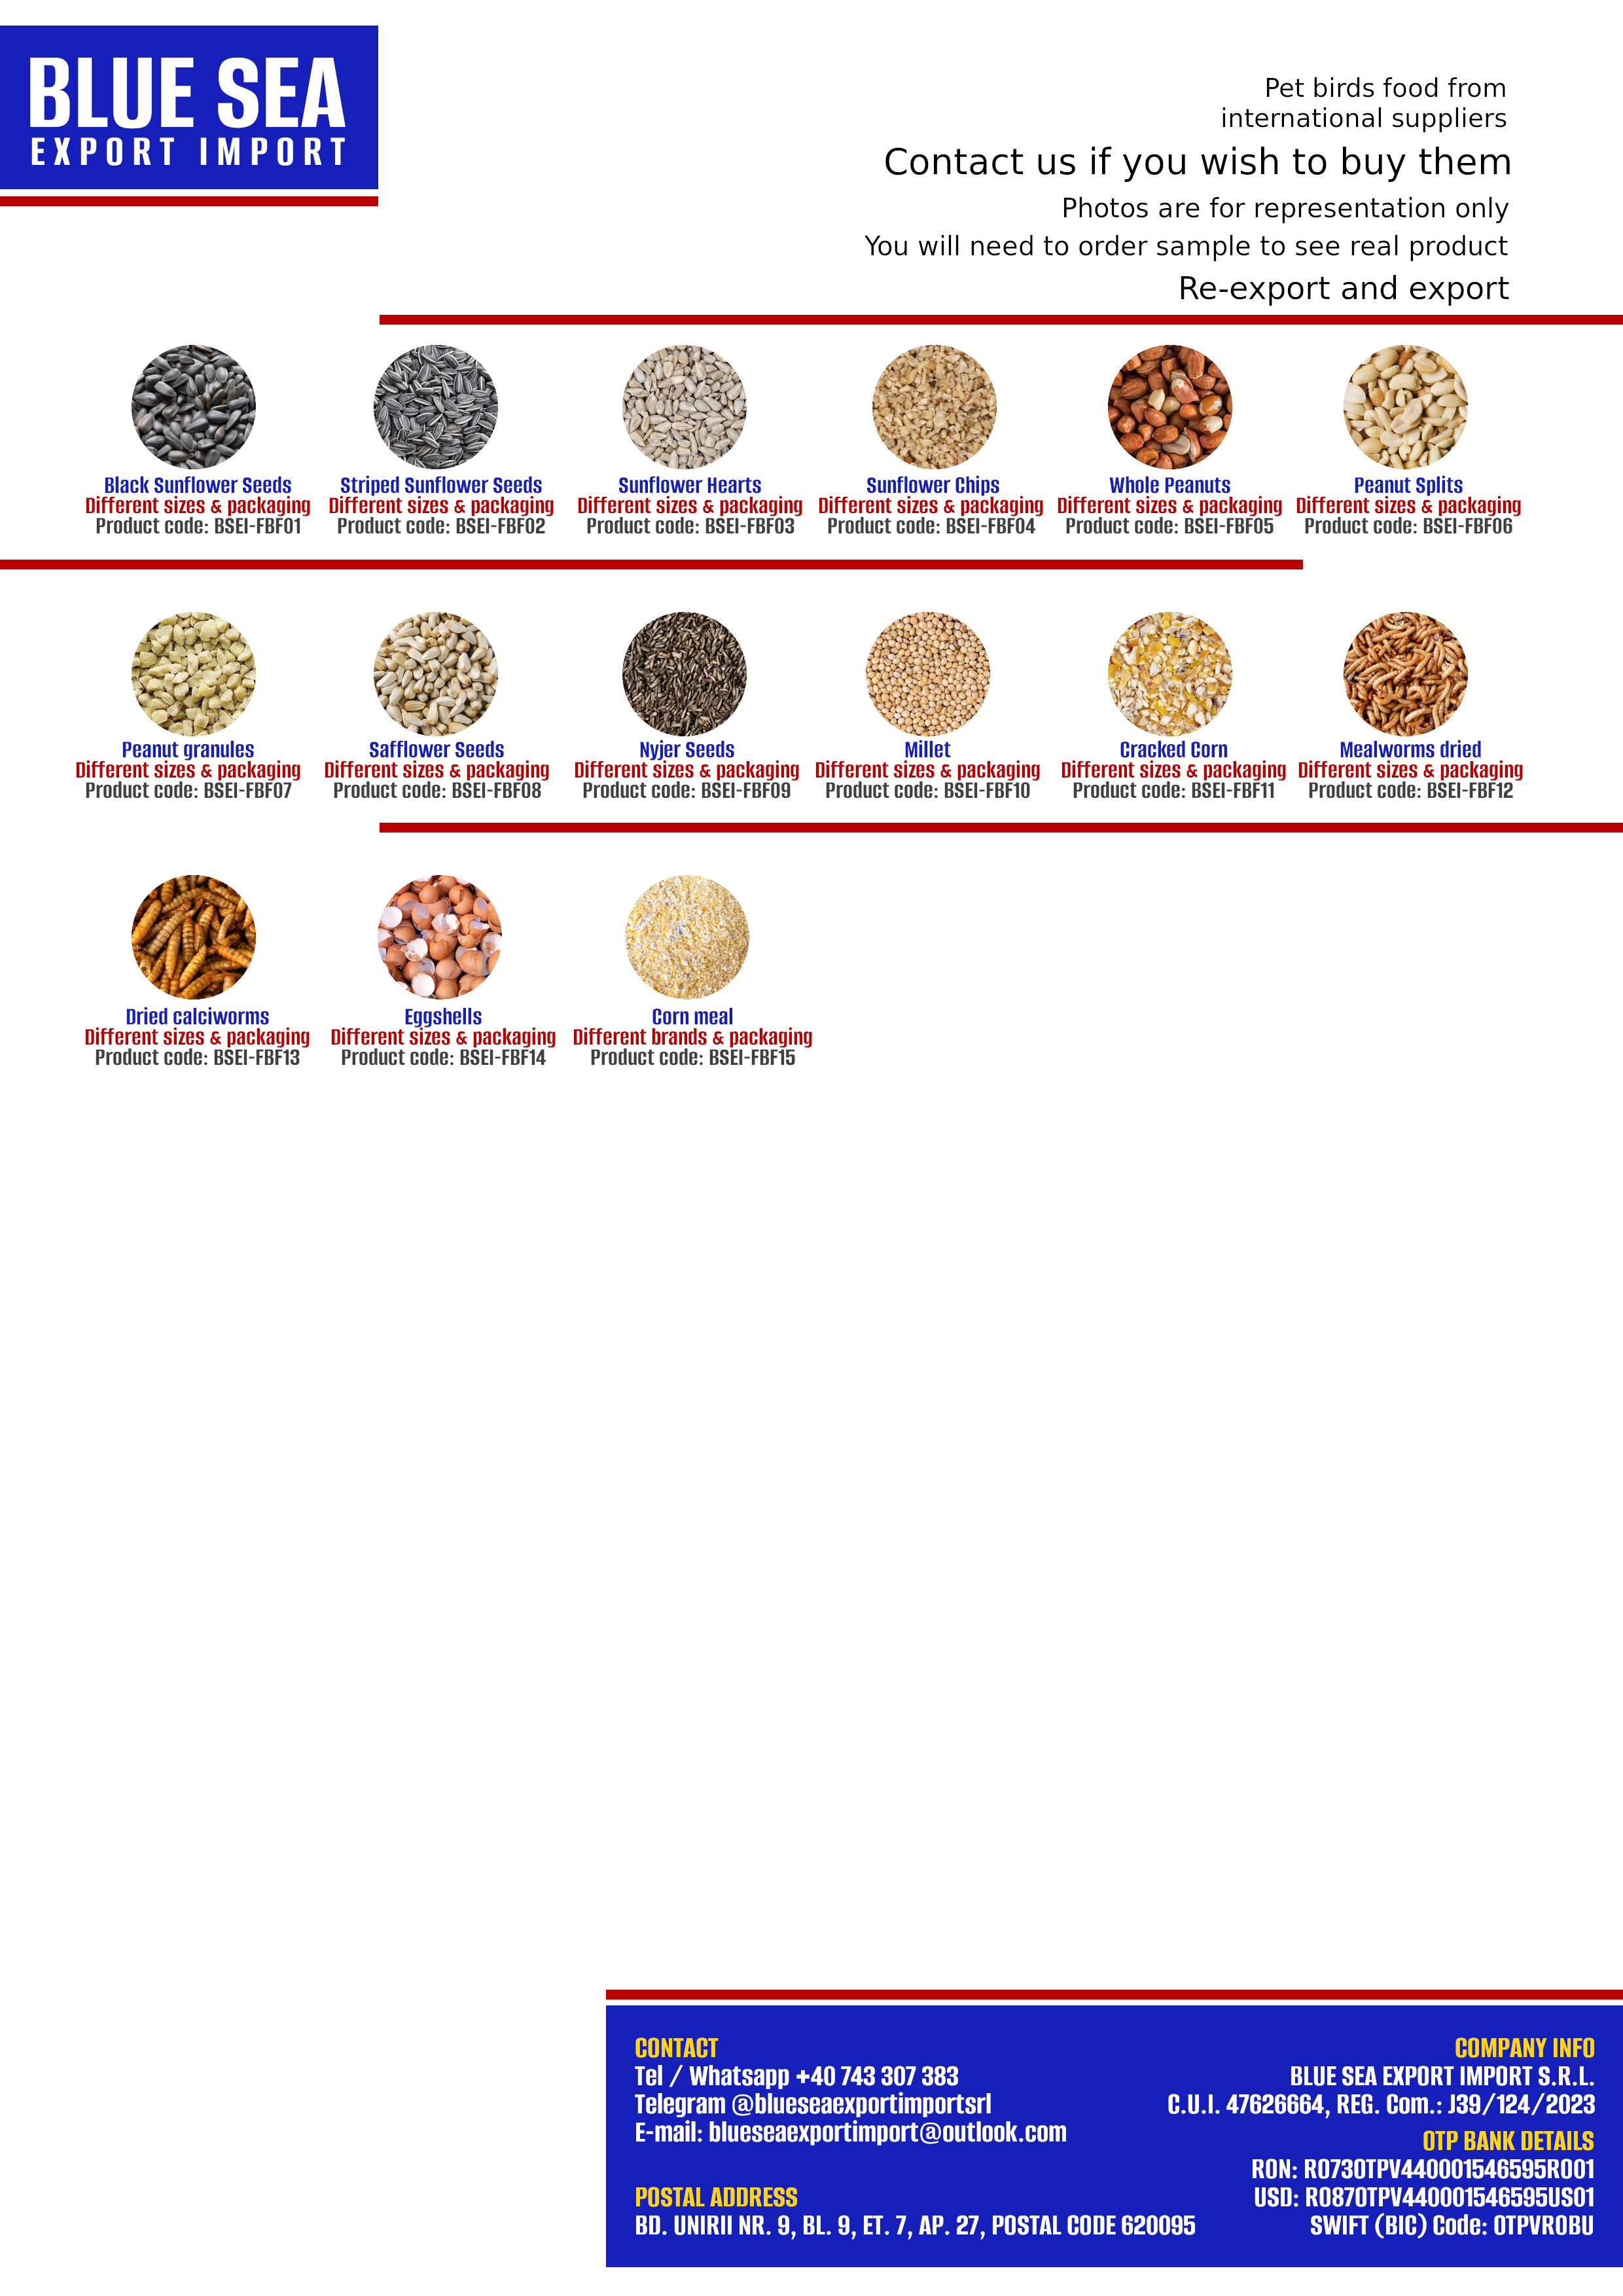 BLUE SEA
EXPORT IMPORT
Pet birds food from
international suppliers
Contact us if you wish to buy them
Photos are for representation only
You will need to order sample to see real product
Re-export and export
Black Sunflower Seeds
Different sizes & packaging
Product code: BSEI-FBF01
Striped Sunflower Seeds
Different sizes & packaging
Product code: BSEI-FBF02
Sunflower Hearts
Different sizes & packaging
Product code: BSEI-FBF03
Sunflower Chips
Different sizes & packaging
Product code: BSEI-FBF04
Whole Peanuts
Different sizes & packaging
Product code: BSEI-FBF05
Peanut Splits
Different sizes & packaging
Product code: BSEI-FBF06
Peanut granules
Different sizes & packaging
Product code: BSEI-FBF07
Safflower Seeds
Different sizes & packaging
Product code: BSEI-FBF08
Nyjer Seeds
Different sizes & packaging
Product code: BSEI-FBF09
Millet
Different sizes & packaging
Product code: BSEI-FBF10
Cracked Corn
Different sizes & packaging
Product code: BSEI-FBF11
Mealworms dried
Different sizes & packaging
Product code: BSEI-FBF12
Dried calciworms
Different sizes & packaging
Product code: BSEI-FBF13
Eggshells
Different sizes & packaging
Product code: BSEI-FBF14
Corn meal
Different brands & packaging
Product code: BSEI-FBF15
CONTACT
Tel / Whatsapp +40 743 307 383
Telegram @blueseaexportimportsrl
E-mail: blueseaexportimport@outlook.com
POSTAL ADDRESS
BD. UNIRII NR. 9, BL. 9, ET. 7, AP. 27, POSTAL CODE 620095
COMPANY INFO
BLUE SEA EXPORT IMPORT S.R.L.
C.U.I. 47626664, REG. Com.: J39/124/2023
OTP BANK DETAILS
RON: RO73OTPV440001546595RO01
USD: RO87OTPV440001546595US01
SWIFT (BIC) Code: OTPVROBU